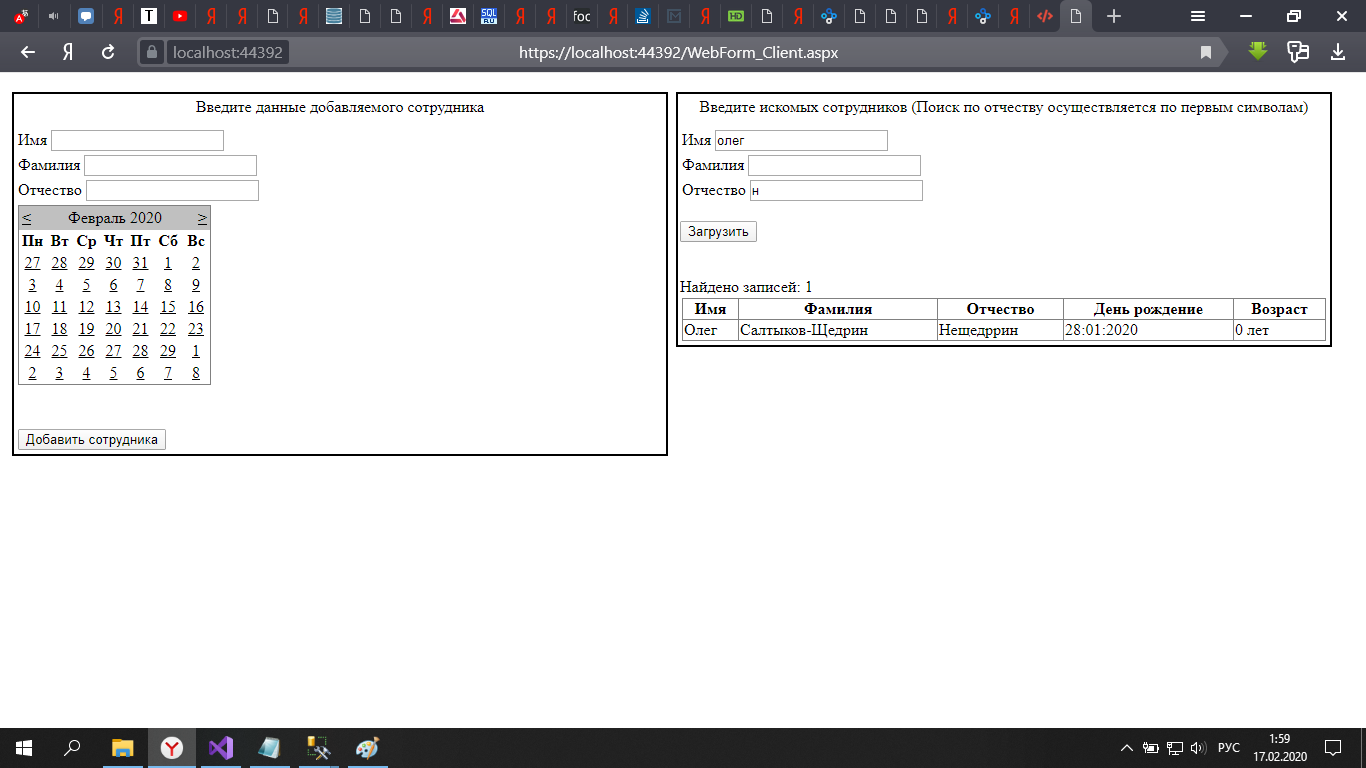 T
foc
HD
SQL
RU
Я
localhost:44392
https://localhost:44392/WebForm_Client.aspx
Введите данные добавляемого сотрудника
Имя
Фамилия
Отчество
< Февраль 2020 >
Пн Вт Ср Чт Пт Сб Вс
27 28 29 30 31 1 2
3 4 5 6 7 8 9
10 11 12 13 14 15 16
17 18 19 20 21 22 23
24 25 26 27 28 29 1
2 3 4 5 6 7 8
Добавить сотрудника
Введите искомых сотрудников (Поиск по отчеству осуществляется по первым символам)
Имя олег
Фамилия
Отчество н
Загрузить
Найдено записей: 1
Имя Фамилия Отчество День рождение Возраст
Олег Салтыков-Щедрин Нещедррин 28:01:2020 0 лет
РУС
1:59
17.02.2020